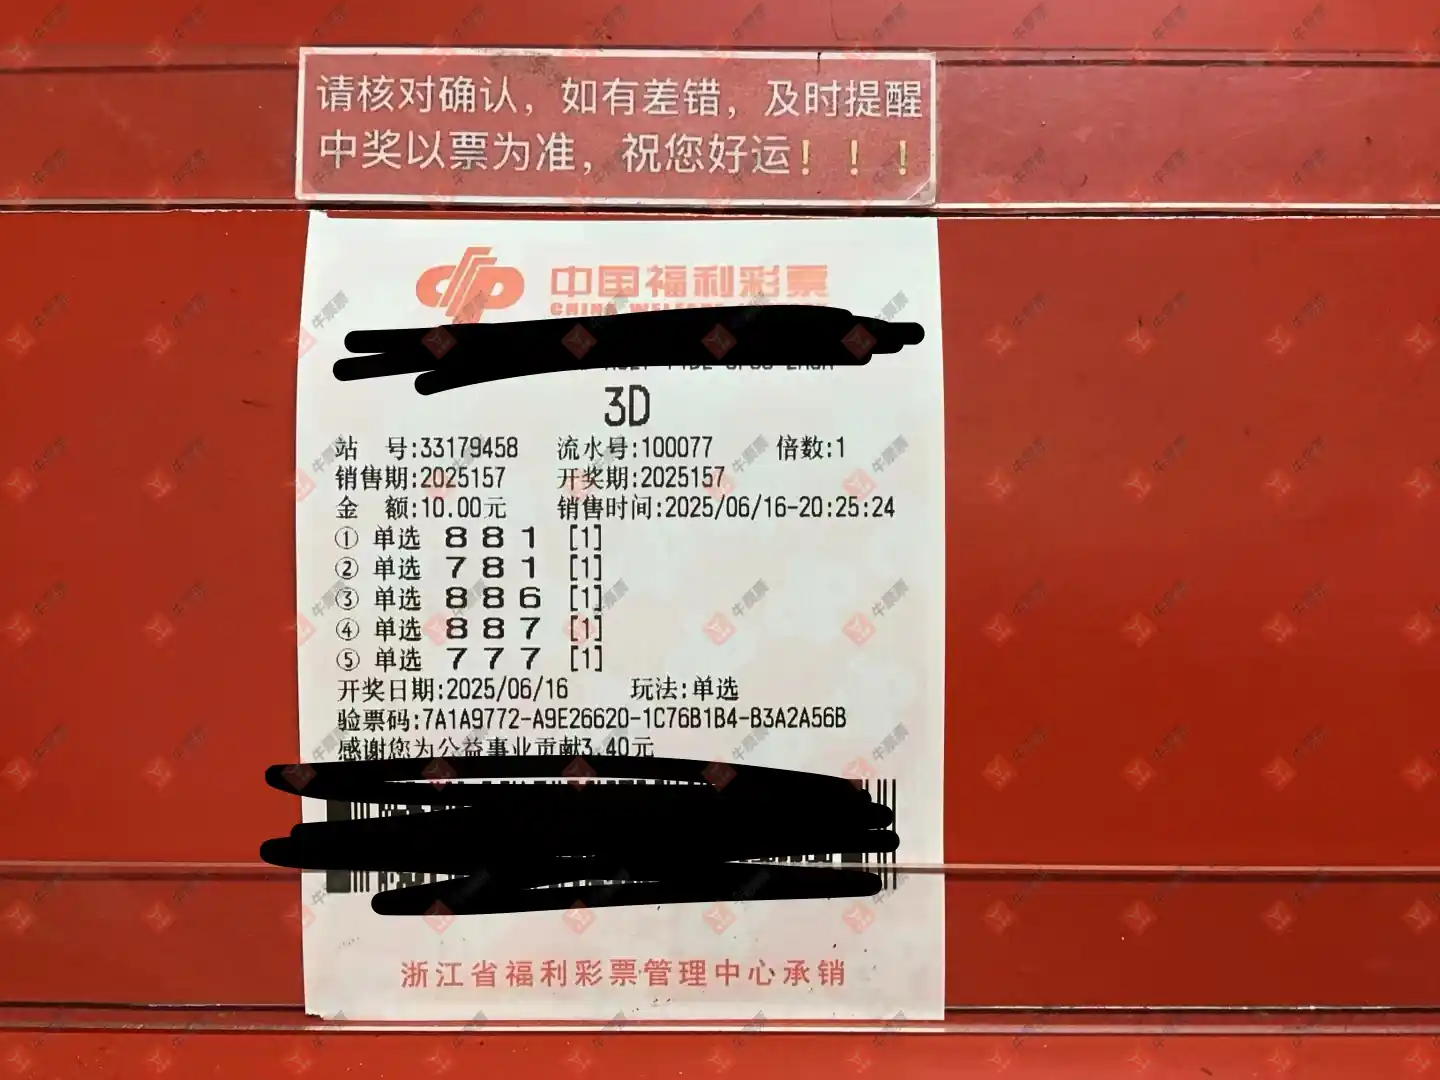 请核对确认，如有差错，及时提醒
中奖以票为准，祝您好运！！！
中国福利彩票
3D
站 号:33179458 流水号:100077 倍数:1
销售期:2025157 开奖期:2025157
金 额:10.00元 销售时间:2025/06/16-20:25:24
① 单选 8 8 1 [1]
② 单选 7 8 1 [1]
③ 单选 8 8 6 [1]
④ 单选 8 8 7 [1]
⑤ 单选 7 7 7 [1]
开奖日期:2025/06/16 玩法:单选
验票码:7A1A9772-A9E26620-1C76B1B4-B3A2A56B
感谢您为公益事业贡献3.40元
浙江省福利彩票管理中心承销
牛票票